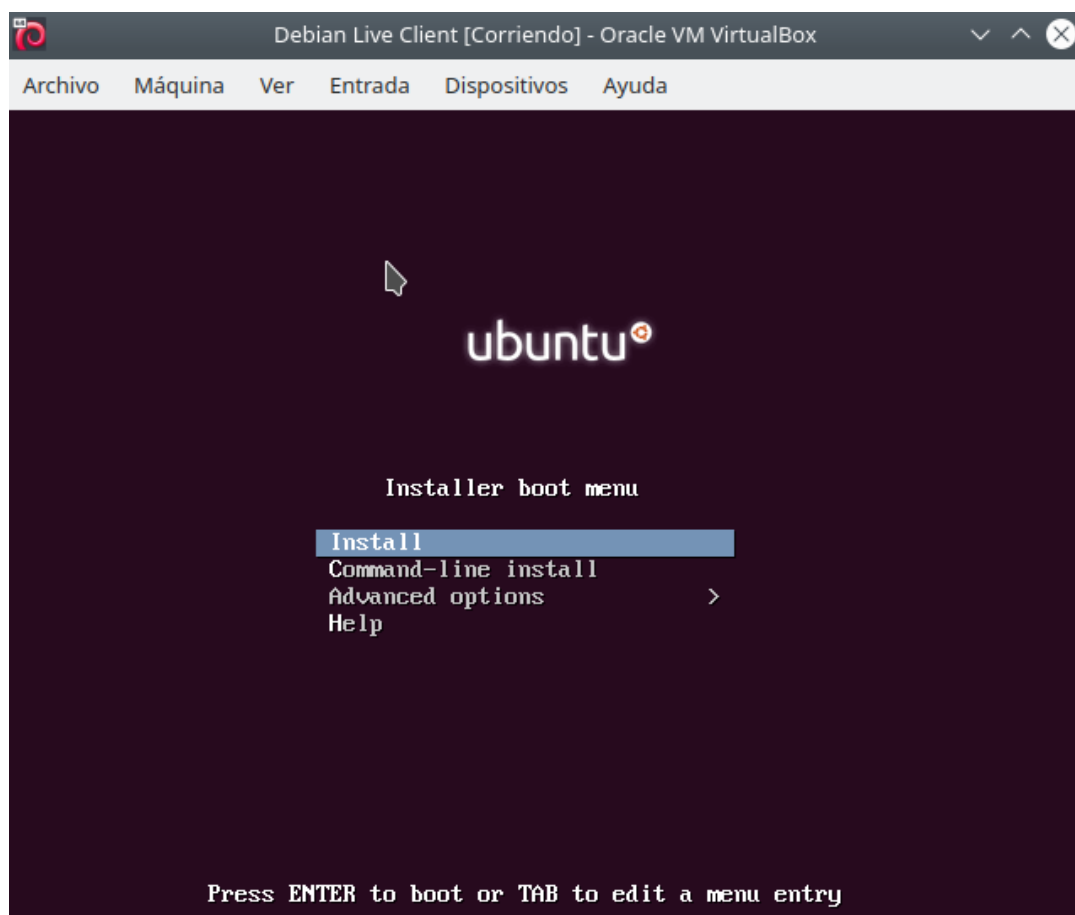 64
Debian Live Client [Corriendo] - Oracle VM VirtualBox
Archivo Máquina Ver Entrada Dispositivos Ayuda
ubuntu
Installer boot menu
Install
Command-line install
Advanced options >
Help
Press ENTER to boot or TAB to edit a menu entry